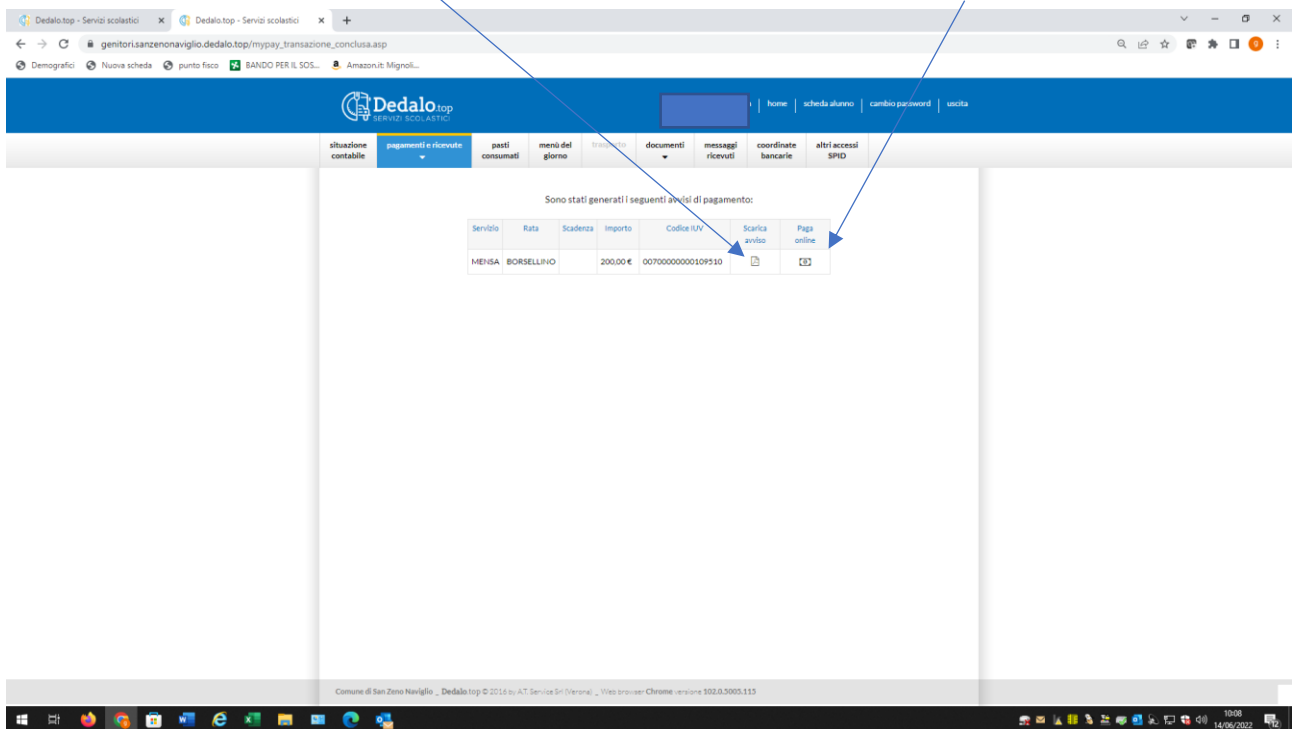 Dedalo.top - Servizi scolastici
Dedalo.top - Servizi scolastici
genitori.sanzenonaviglio.dedalo.top/mypay_transazione_conclusa.asp
Demografici
Nuova scheda
punto fisco
BANDO PER IL SOS...
Amazon.it: Mignoli...
Dedalo.top
SERVIZI SCOLASTICI
home | scheda alunno | cambio password | uscita
situazione contabile
pagamenti e ricevute
pasti consumati
menù del giorno
trasporto
documenti
messaggi ricevuti
coordinate bancarie
altri accessi SPID
Sono stati generati i seguenti avvisi di pagamento:
Servizio Rata Scadenza Importo Codice IUV Scarica avviso Paga online
MENSA BORSELLINO 200,00 € 00700000000109510
Comune di San Zeno Naviglio _ Dedalo.top © 2016 by A.T. Service Srl (Verona) _ Web browser Chrome versione 102.0.5005.115
10:08
14/06/2022